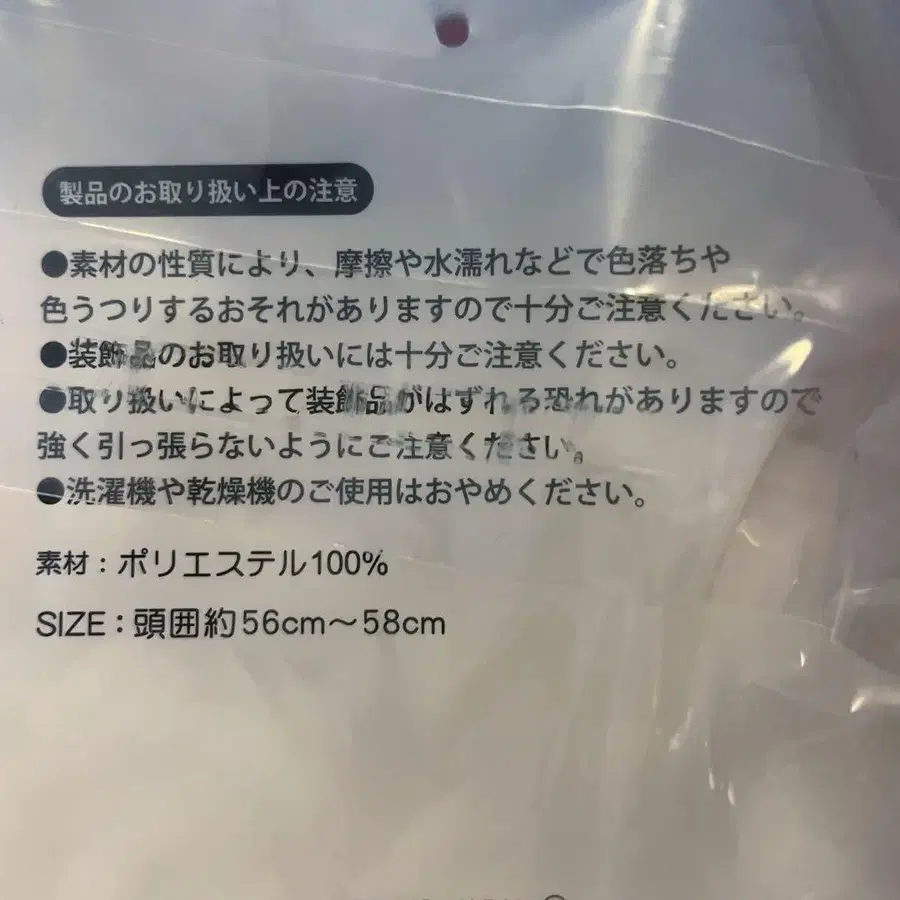 製品のお取り扱い上の注意
●素材の性質により、摩擦や水濡れなどで色落ちや
色うつりするおそれがありますので十分ご注意ください。
●装飾品のお取り扱いには十分ご注意ください。
●取り扱いによって装飾品がはずれる恐れがありますので
強く引っ張らないようにご注意ください。
●洗濯機や乾燥機のご使用はおやめください。
素材：ポリエステル100%
SIZE：頭囲約56cm～58cm